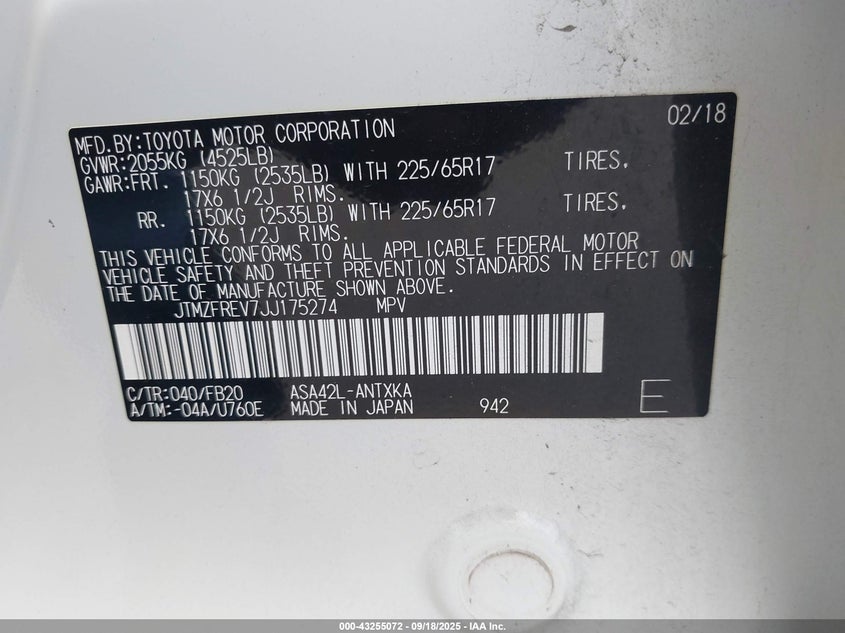 02/18
MFD.BY:TOYOTA MOTOR CORPORATION
GVWR:2055KG (4525LB)
GAWR:FRT. 1150KG (2535LB) WITH 225/65R17 TIRES,
17X6 1/2J RIMS.
RR. 1150KG (2535LB) WITH 225/65R17 TIRES,
17X6 1/2J RIMS.
THIS VEHICLE CONFORMS TO ALL APPLICABLE FEDERAL MOTOR
VEHICLE SAFETY AND THEFT PREVENTION STANDARDS IN EFFECT ON
THE DATE OF MANUFACTURE SHOWN ABOVE.
JTMZFREV7JJ175274 MPV
C/TR:040/FB20 ASA42L-ANTXKA
A/TM:-04A/U760E MADE IN JAPAN 942 E
000-43255072 - 09/18/2025 - IAA Inc.